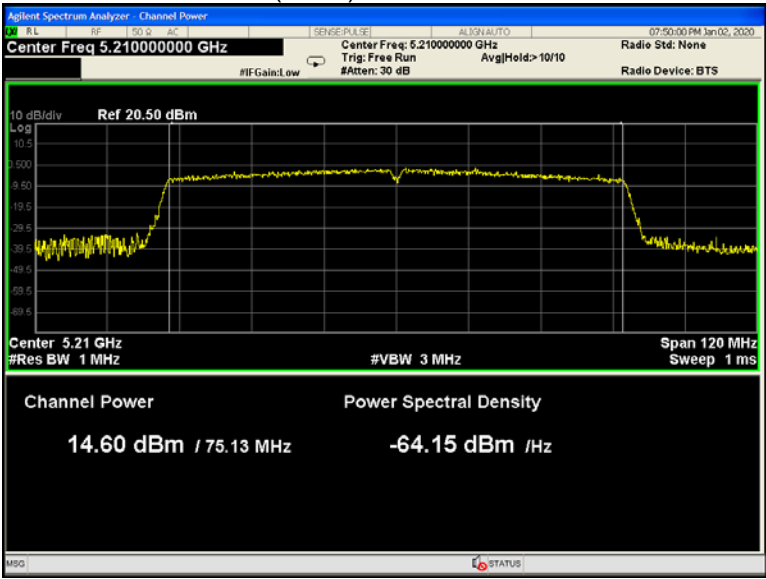 Agilent Spectrum Analyzer - Channel Power
RL RF 50 Ω AC SENSE:PULSE ALIGN AUTO 07:50:00 PM Jan 02, 2020
Center Freq 5.210000000 GHz
Center Freq: 5.210000000 GHz
Radio Std: None
Trig: Free Run Avg|Hold:> 10/10
#IFGain:Low
#Atten: 30 dB
Radio Device: BTS
10 dB/div Ref 20.50 dBm
Log
10.5
0.500
-9.50
-19.5
-29.5
-39.5
-49.5
-59.5
-69.5
Center 5.21 GHz Span 120 MHz
#Res BW 1 MHz #VBW 3 MHz Sweep 1 ms
Channel Power Power Spectral Density
14.60 dBm / 75.13 MHz -64.15 dBm /Hz
MSG STATUS